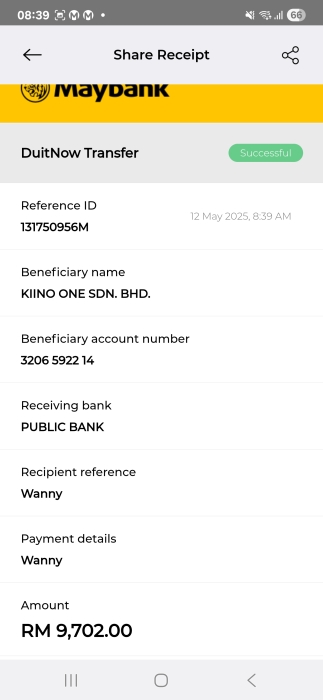 08:39
66
Share Receipt
Maybank
DuitNow Transfer
Successful
Reference ID
12 May 2025, 8:39 AM
131750956M
Beneficiary name
KIINO ONE SDN. BHD.
Beneficiary account number
3206 5922 14
Receiving bank
PUBLIC BANK
Recipient reference
Wanny
Payment details
Wanny
Amount
RM 9,702.00